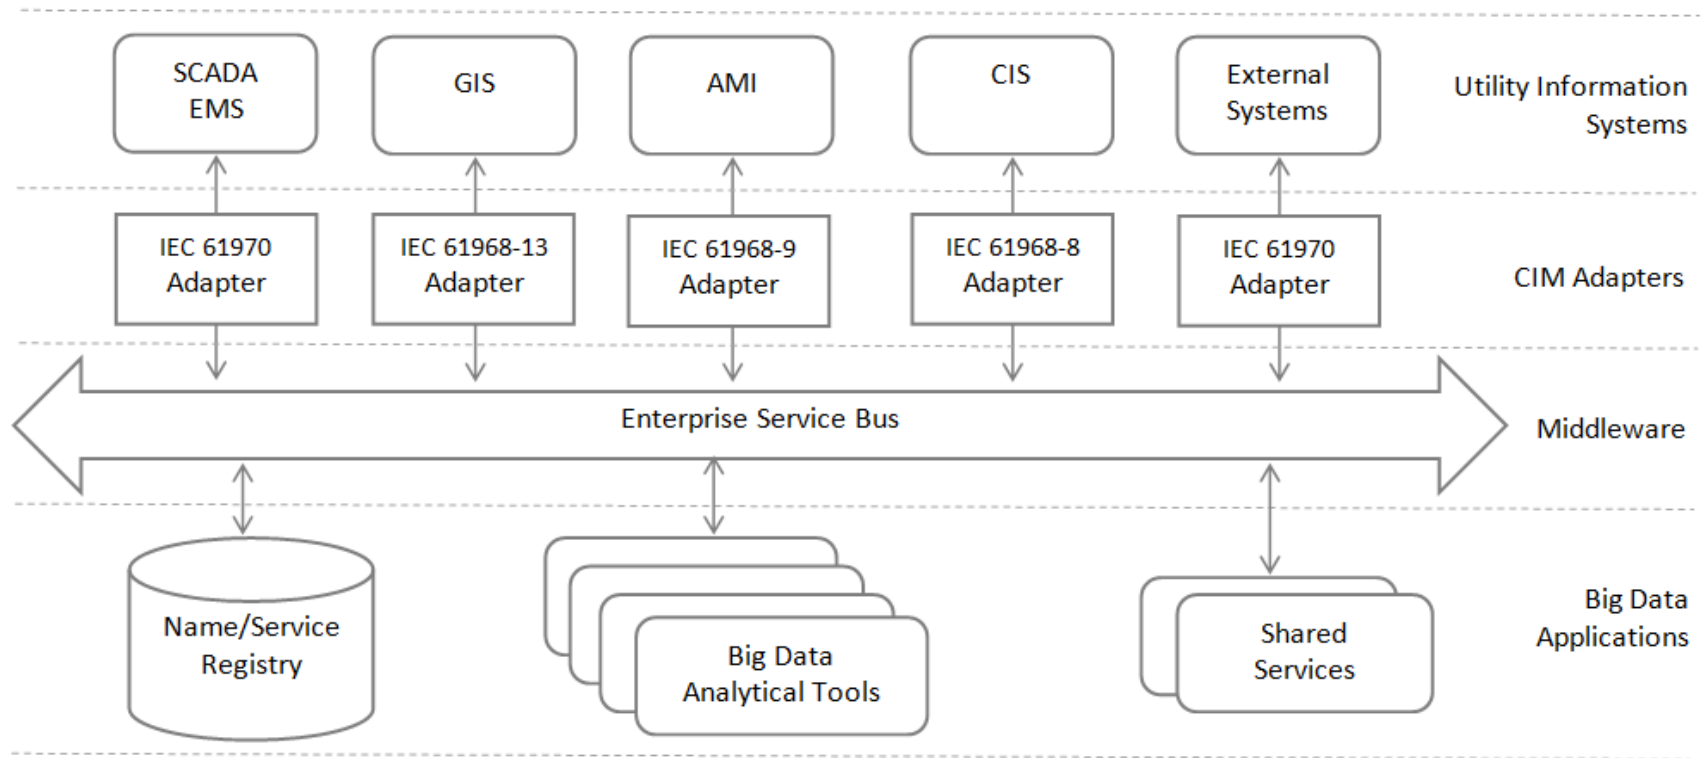 SCADA
EMS
GIS
AMI
CIS
External
Systems
Utility Information
Systems
IEC 61970
Adapter
IEC 61968-13
Adapter
IEC 61968-9
Adapter
IEC 61968-8
Adapter
IEC 61970
Adapter
CIM Adapters
Enterprise Service Bus
Middleware
Name/Service
Registry
Big Data
Analytical Tools
Shared
Services
Big Data
Applications